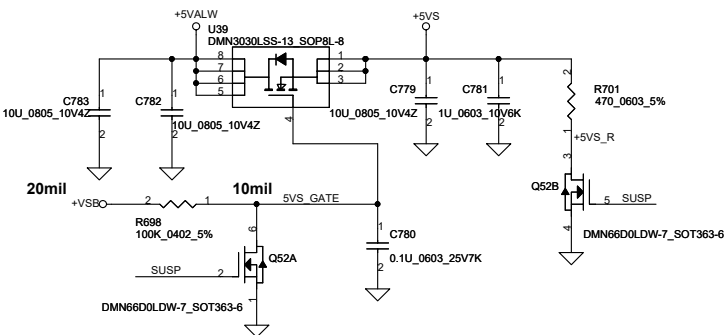 +5VALW
U39
DMN3030LSS-13_SOP8L-8
+5VS
8 1
7 2
6 3
5
4
C783
10U_0805_10V4Z
1
2
C782
10U_0805_10V4Z
1
2
C779
10U_0805_10V4Z
1
2
C781
1U_0603_10V6K
1
2
R701
470_0603_5%
2
1
+5VS_R
20mil
+VSB
2 1
R698
100K_0402_5%
10mil
5VS_GATE
C780
0.1U_0603_25V7K
1
2
Q52A
6
2
1
SUSP
DMN66D0LDW-7_SOT363-6
Q52B
3
5
4
SUSP
DMN66D0LDW-7_SOT363-6